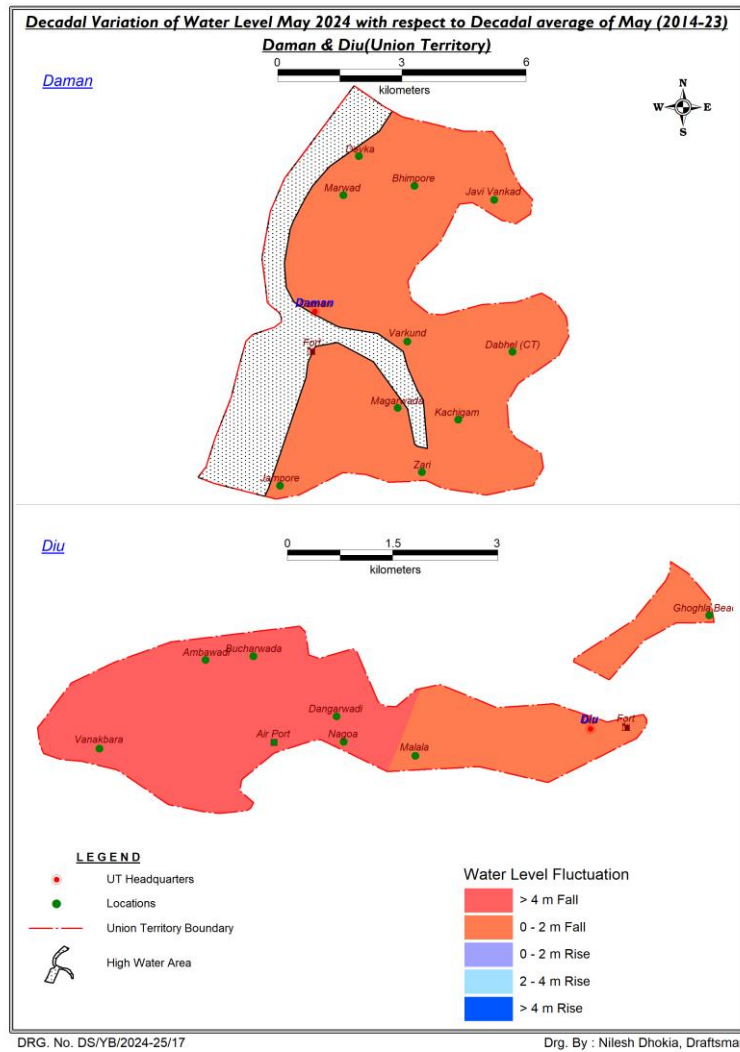 Decadal Variation of Water Level May 2024 with respect to Decadal average of May (2014-23)
Daman & Diu(Union Territory)
Daman
0 3 6
kilometers
N
W E
S
Devka
Marwad
Bhimpore
Javi Vankad
Daman
Fort
Varkund
Dabhel (CT)
Magarwada
Kachigam
Zari
Jampore
Diu
0 1.5 3
kilometers
Ghoghla Beac
Ambawadi
Bucharwada
Dangarwadi
Vanakbara
Air Port
Nagoa
Malala
Diu
Fort
LEGEND
UT Headquarters
Locations
Union Territory Boundary
High Water Area
Water Level Fluctuation
> 4 m Fall
0 - 2 m Fall
0 - 2 m Rise
2 - 4 m Rise
> 4 m Rise
DRG. No. DS/YB/2024-25/17
Drg. By : Nilesh Dhokia, Draftsma